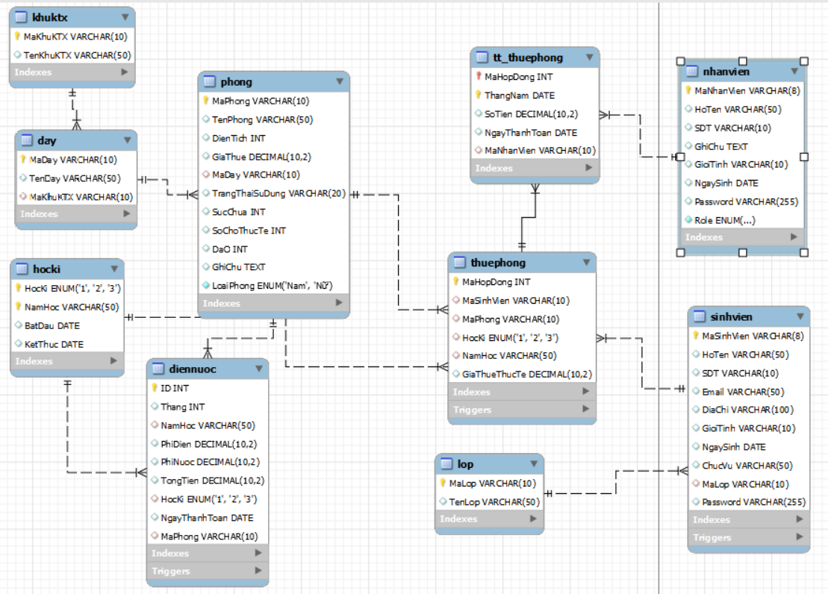 khuktx
MaKhuKTX VARCHAR(10)
TenKhuKTX VARCHAR(50)
Indexes
day
MaDay VARCHAR(10)
TenDay VARCHAR(50)
MaKhuKTX VARCHAR(10)
Indexes
hocki
HocKi ENUM('1', '2', '3')
NamHoc VARCHAR(50)
BatDau DATE
KetThuc DATE
Indexes
phong
MaPhong VARCHAR(10)
TenPhong VARCHAR(50)
DienTich INT
GiaThue DECIMAL(10,2)
MaDay VARCHAR(10)
TrangThaiSuDung VARCHAR(20)
SucChua INT
SoChoThucTe INT
DaO INT
GhiChu TEXT
LoaiPhong ENUM('Nam', 'Nữ')
Indexes
diennuoc
ID INT
Thang INT
NamHoc VARCHAR(50)
PhiDien DECIMAL(10,2)
PhiNuoc DECIMAL(10,2)
TongTien DECIMAL(10,2)
HocKi ENUM('1', '2', '3')
NgayThanhToan DATE
MaPhong VARCHAR(10)
Indexes
Triggers
tt_thuephong
MaHopDong INT
ThangNam DATE
SoTien DECIMAL(10,2)
NgayThanhToan DATE
MaNhanVien VARCHAR(10)
Indexes
thuephong
MaHopDong INT
MaSinhVien VARCHAR(10)
MaPhong VARCHAR(10)
HocKi ENUM('1', '2', '3')
NamHoc VARCHAR(50)
GiaThueThucTe DECIMAL(10,2)
Indexes
Triggers
lop
MaLop VARCHAR(10)
TenLop VARCHAR(50)
Indexes
nhanvien
MaNhanVien VARCHAR(8)
HoTen VARCHAR(50)
SDT VARCHAR(10)
GhiChu TEXT
GioiTinh VARCHAR(10)
NgaySinh DATE
Password VARCHAR(255)
Role ENUM(...)
Indexes
sinhvien
MaSinhVien VARCHAR(8)
HoTen VARCHAR(50)
SDT VARCHAR(10)
Email VARCHAR(50)
DiaChi VARCHAR(100)
GioiTinh VARCHAR(10)
NgaySinh DATE
ChucVu VARCHAR(50)
MaLop VARCHAR(10)
Password VARCHAR(255)
Indexes
Triggers